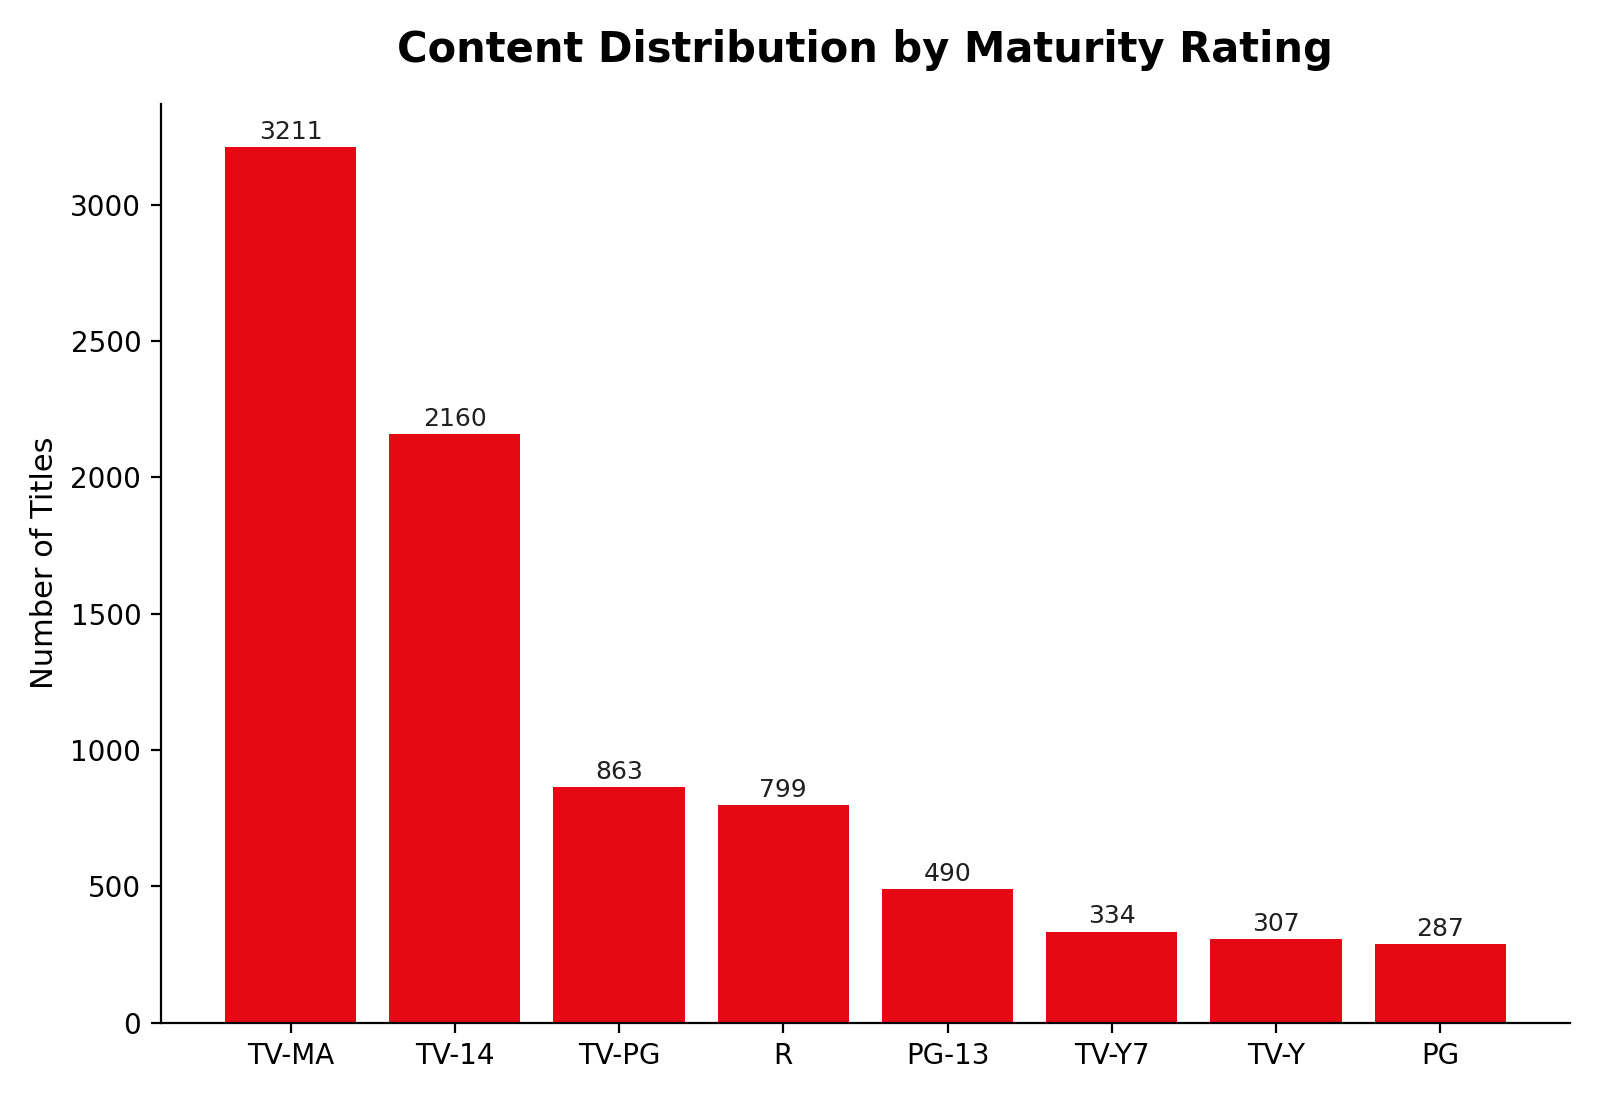 Content Distribution by Maturity Rating
Number of Titles
3000
2500
2000
1500
1000
500
0
3211
2160
863
799
490
334
307
287
TV-MA
TV-14
TV-PG
R
PG-13
TV-Y7
TV-Y
PG